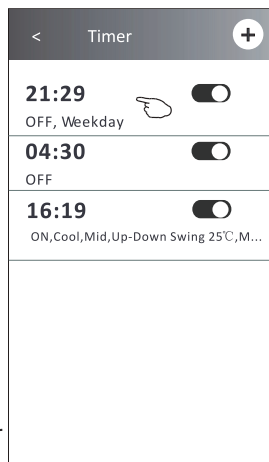 < Timer +
21:29
OFF, Weekday
04:30
OFF
16:19
ON,Cool,Mid,Up-Down Swing 25℃,M...